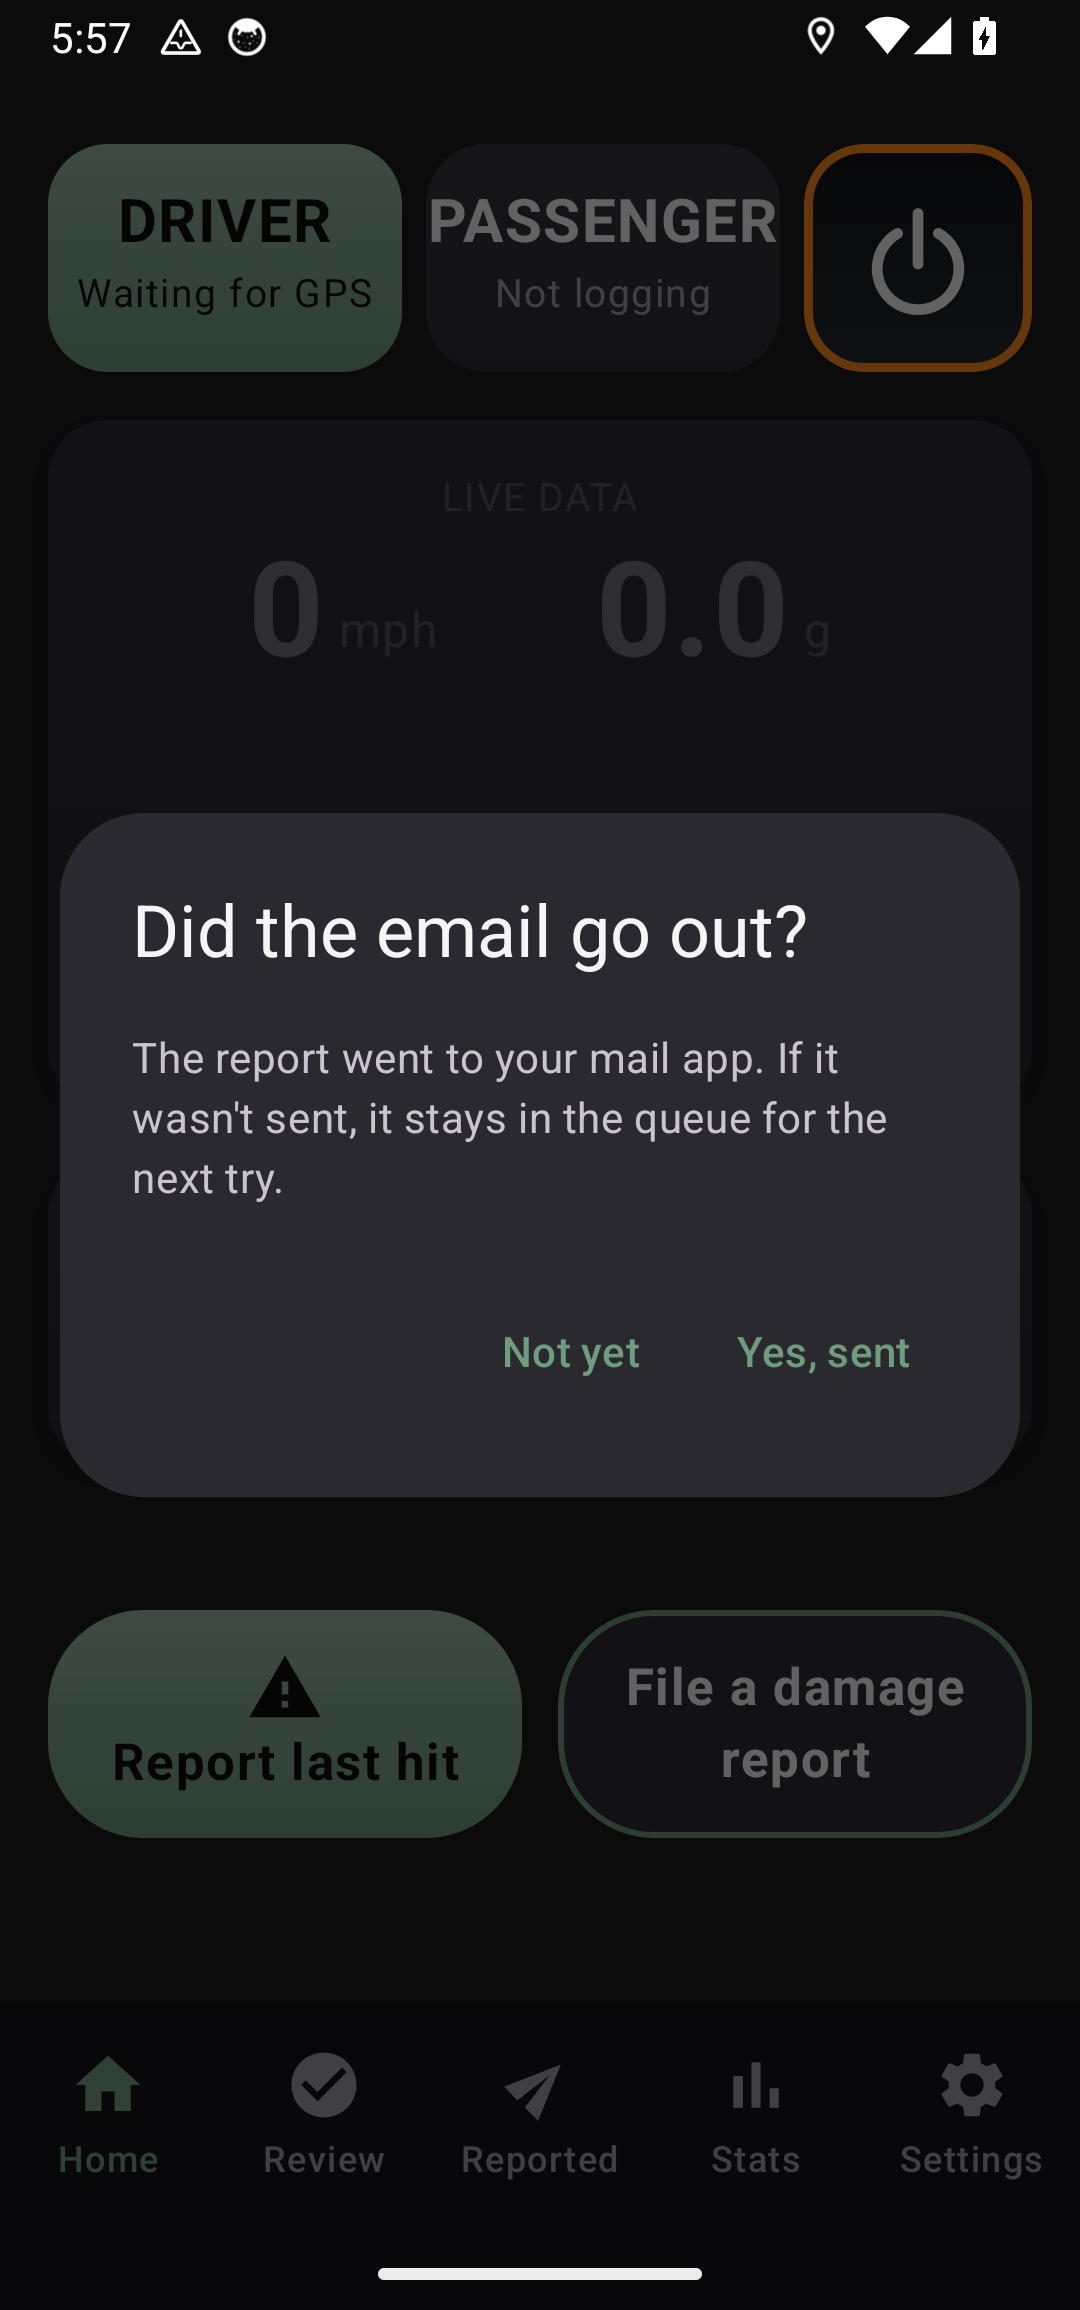 5:57
DRIVER
Waiting for GPS
PASSENGER
Not logging
LIVE DATA
0 mph
0.0 g
Did the email go out?
The report went to your mail app. If it
wasn't sent, it stays in the queue for the
next try.
Not yet
Yes, sent
Report last hit
File a damage
report
Home
Review
Reported
Stats
Settings